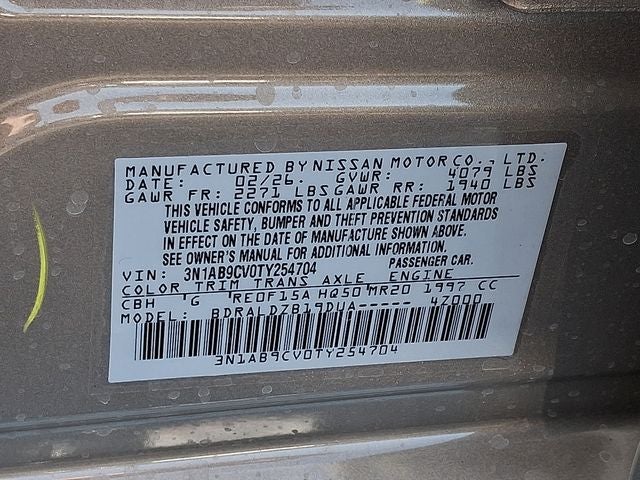 MANUFACTURED BY NISSAN MOTOR CO., LTD.
DATE: 02/26. GVWR: 4079 LBS
GAWR FR: 2271 LBS GAWR RR: 1940 LBS
THIS VEHICLE CONFORMS TO ALL APPLICABLE FEDERAL MOTOR
VEHICLE SAFETY, BUMPER AND THEFT PREVENTION STANDARDS
IN EFFECT ON THE DATE OF MANUFACTURE SHOWN ABOVE.
SEE OWNER'S MANUAL FOR ADDITIONAL INFORMATION.
VIN: 3N1AB9CV0TY254704 PASSENGER CAR.
COLOR TRIM TRANS AXLE ENGINE
CBH 'G 'RE0F15A HQ50'MR20 1997 CC
MODEL: BDRALDZB19DUA----- 4Z000
3N1AB9CV0TY254704